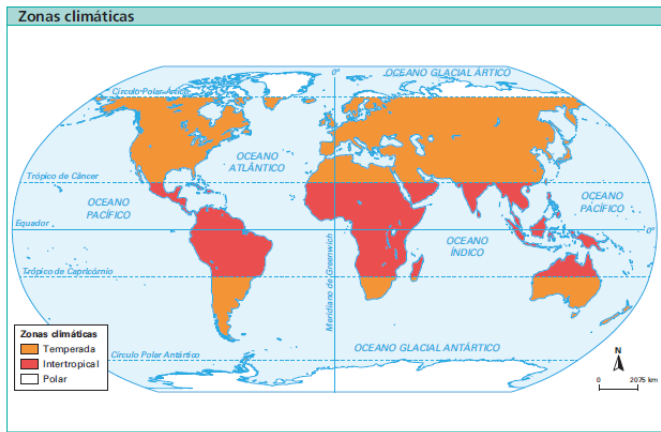 Zonas climáticas
0°
OCEANO GLACIAL ÁRTICO
Círculo Polar Ártico
OCEANO
ATLÂNTICO
Trópico de Câncer
OCEANO
PACÍFICO
OCEANO
PACÍFICO
Equador
0°
OCEANO
ÍNDICO
Meridiano de Greenwich
Trópico de Capricórnio
Zonas climáticas
Temperada
Intertropical
Polar
Círculo Polar Antártico
OCEANO GLACIAL ANTÁRTICO
N
0 2075 km